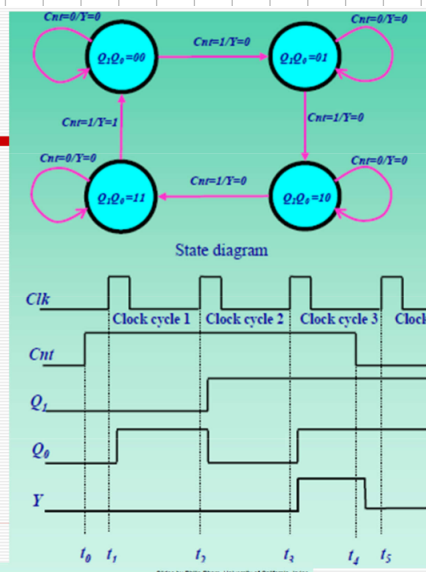 Cnt=0/Y=0
Cnt=0/Y=0
Q₁Q₀=00
Cnt=1/Y=0
Q₁Q₀=01
Cnt=1/Y=1
Cnt=1/Y=0
Cnt=0/Y=0
Cnt=0/Y=0
Q₁Q₀=11
Cnt=1/Y=0
Q₁Q₀=10
State diagram
Clk
Clock cycle 1
Clock cycle 2
Clock cycle 3
Clock
Cnt
Q₁
Q₀
Y
t₀ t₁ t₂ t₃ t₄ t₅